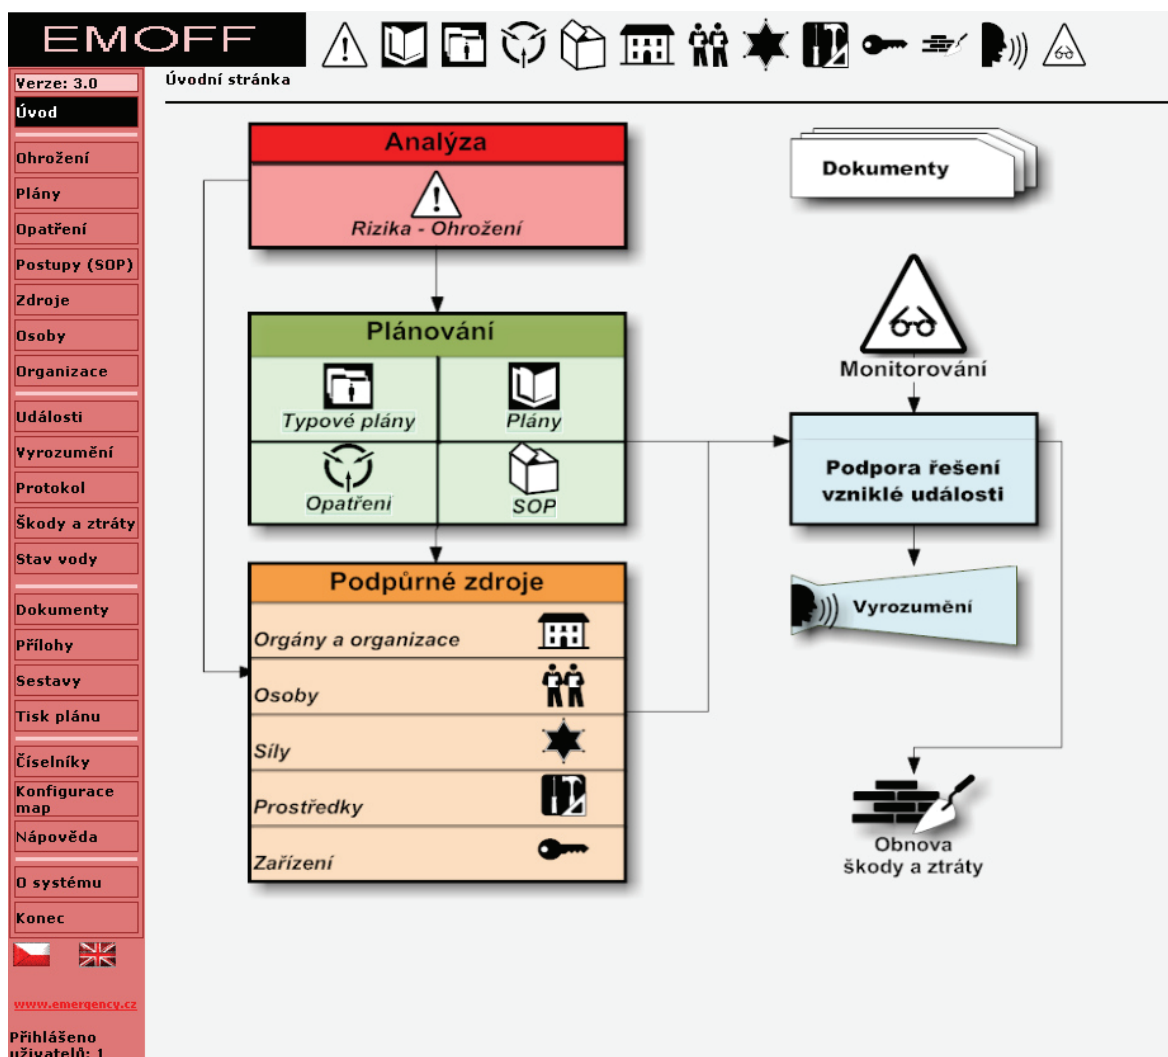 EMOFF
Verze: 3.0
Úvodní stránka
Úvod
Ohrožení
Plány
Opatření
Postupy (SOP)
Zdroje
Osoby
Organizace
Události
Vyrozumění
Protokol
Škody a ztráty
Stav vody
Dokumenty
Přílohy
Sestavy
Tisk plánu
Číselníky
Konfigurace
map
Nápověda
O systému
Konec
www.emergency.cz
Přihlášeno
uživatelů: 1
Analýza
Rizika - Ohrožení
Plánování
Typové plány
Plány
Opatření
SOP
Podpůrné zdroje
Orgány a organizace
Osoby
Síly
Prostředky
Zařízení
Dokumenty
Monitorování
Podpora řešení
vzniklé události
Vyrozumění
Obnova
škody a ztráty